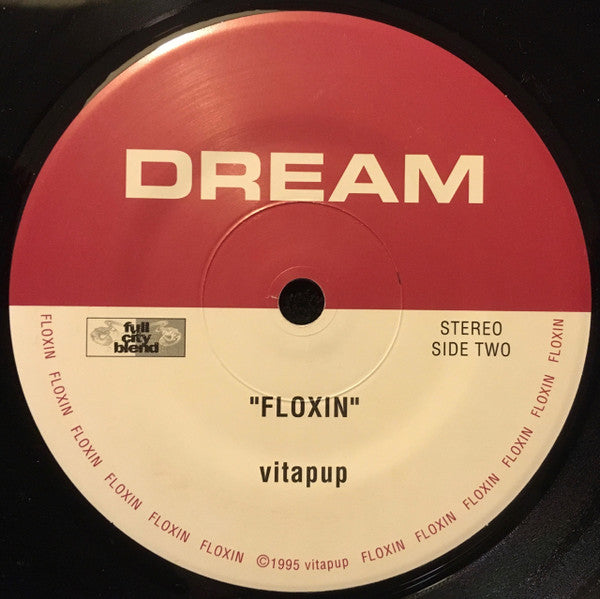 DREAM
full
city
blend
STEREO
SIDE TWO
"FLOXIN"
vitapup
FLOXIN FLOXIN FLOXIN FLOXIN FLOXIN FLOXIN ©1995 vitapup FLOXIN FLOXIN FLOXIN FLOXIN FLOXIN FLOXIN